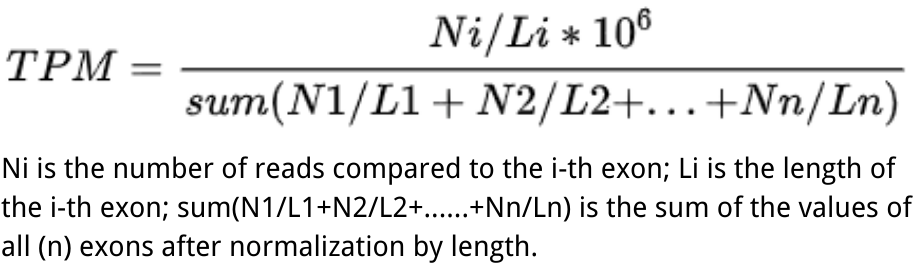 TPM = Ni/Li * 10⁶
sum(N1/L1 + N2/L2+...+Nn/Ln)
Ni is the number of reads compared to the i-th exon; Li is the length of
the i-th exon; sum(N1/L1+N2/L2+......+Nn/Ln) is the sum of the values of
all (n) exons after normalization by length.